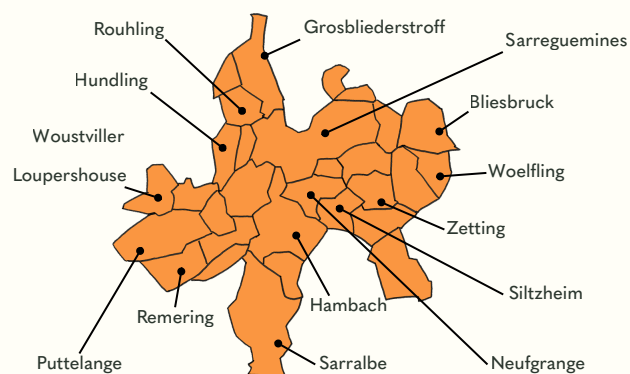 Rouhling
Grosbliederstroff
Sarreguemines
Hundling
Bliesbruck
Woustviller
Loupershouse
Woelfling
Zetting
Siltzheim
Hambach
Remering
Puttelange
Sarralbe
Neufgrange